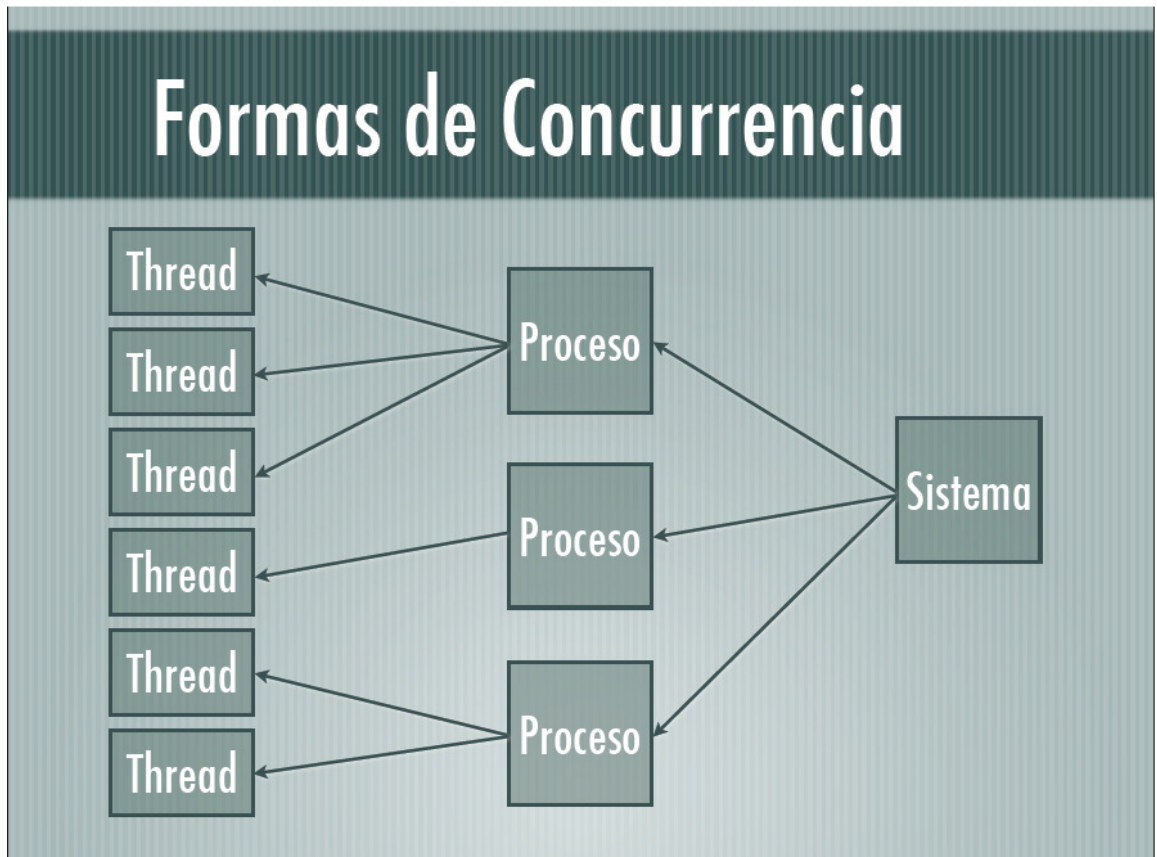 Formas de Concurrencia
Thread
Thread
Thread
Thread
Thread
Thread
Proceso
Proceso
Proceso
Sistema